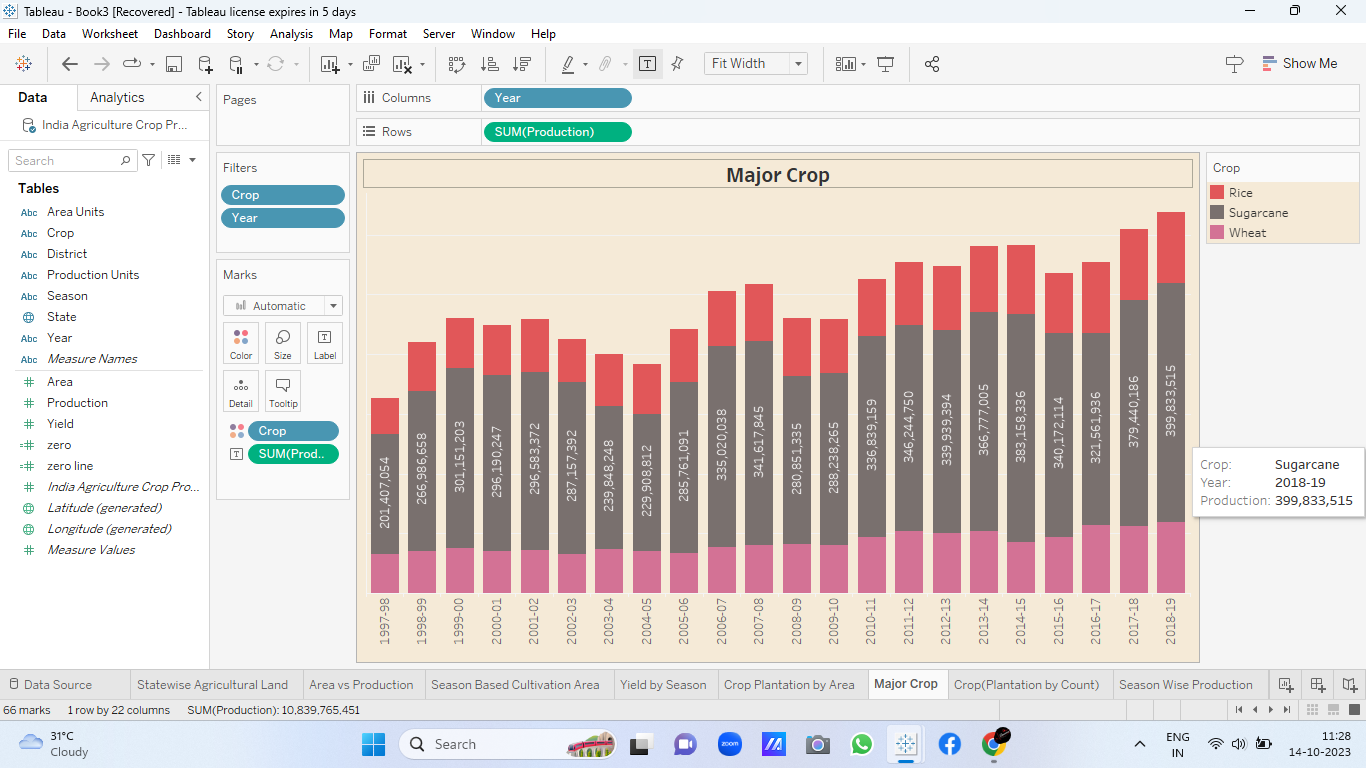 Tableau - Book3 [Recovered] - Tableau license expires in 5 days
File Data Worksheet Dashboard Story Analysis Map Format Server Window Help
Fit Width
Show Me
Data Analytics
India Agriculture Crop Pr...
Search
Tables
Abc Area Units
Abc Crop
Abc District
Abc Production Units
Abc Season
State
Abc Year
Abc Measure Names
Area
Production
Yield
zero
zero line
India Agriculture Crop Pro...
Latitude (generated)
Longitude (generated)
Measure Values
Pages
Filters
Crop
Year
Marks
Automatic
Color Size Label
Detail Tooltip
Crop
SUM(Prod..
Columns Year
Rows SUM(Production)
Major Crop
201,407,054
266,986,658
301,151,203
296,190,247
296,583,372
287,157,392
239,848,248
229,908,812
285,761,091
335,020,038
341,617,845
280,851,335
288,238,265
336,839,159
346,244,750
339,939,394
366,777,005
383,158,336
340,172,114
321,561,936
379,440,186
399,833,515
1997-98
1998-99
1999-00
2000-01
2001-02
2002-03
2003-04
2004-05
2005-06
2006-07
2007-08
2008-09
2009-10
2010-11
2011-12
2012-13
2013-14
2014-15
2015-16
2016-17
2017-18
2018-19
Crop
Rice
Sugarcane
Wheat
Crop: Sugarcane
Year: 2018-19
Production: 399,833,515
Data Source Statewise Agricultural Land Area vs Production Season Based Cultivation Area Yield by Season Crop Plantation by Area Major Crop Crop(Plantation by Count) Season Wise Production
66 marks 1 row by 22 columns SUM(Production): 10,839,765,451
31°C
Cloudy
Search
zoom
ENG
IN
11:28
14-10-2023